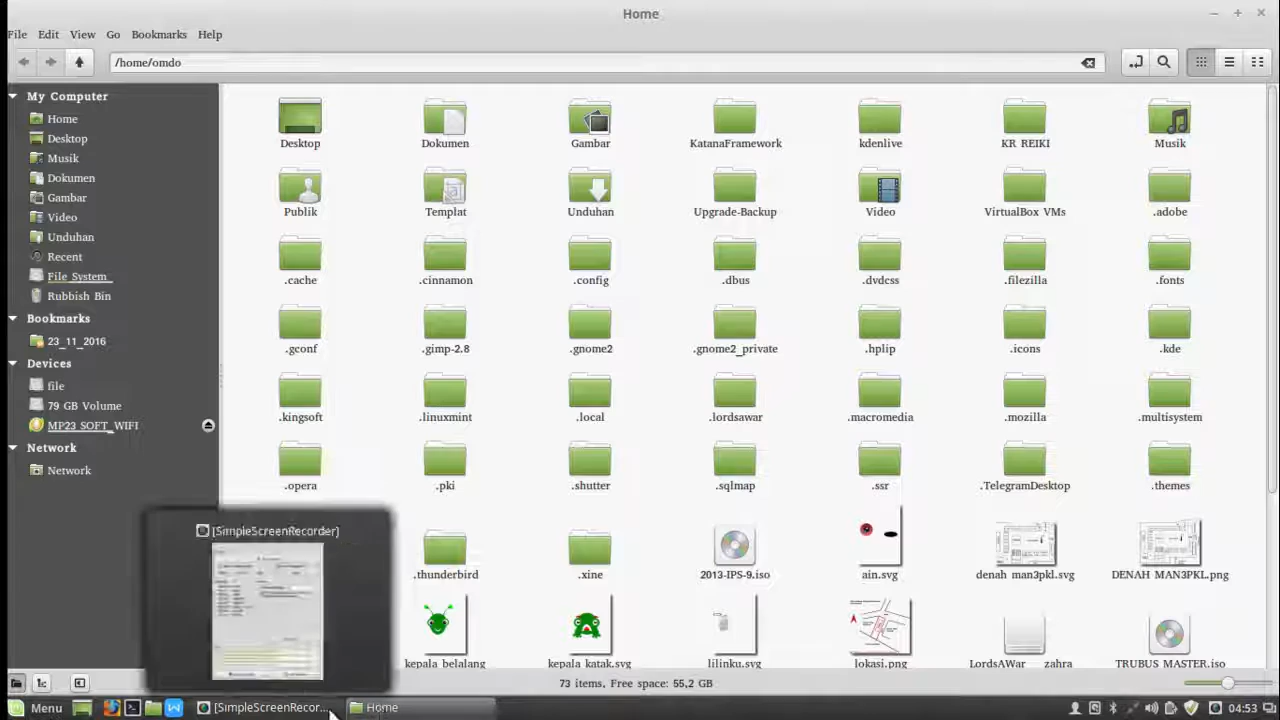 Home
File Edit View Go Bookmarks Help
/home/omdo
My Computer
Home
Desktop
Musik
Dokumen
Gambar
Video
Unduhan
Recent
File System
Rubbish Bin
Bookmarks
23_11_2016
Devices
file
79 GB Volume
MP23 SOFT_WIFI
Network
Network
Desktop Dokumen Gambar KatanaFramework kdenlive KR REIKI Musik
Publik Templat Unduhan Upgrade-Backup Video VirtualBox VMs .adobe
.cache .cinnamon .config .dbus .dvdcss .filezilla .fonts
.gconf .gimp-2.8 .gnome2 .gnome2_private .hplip .icons .kde
.kingsoft .linuxmint .local .lordsawar .macromedia .mozilla .multisystem
.opera .pki .shutter .sqlmap .ssr .TelegramDesktop .themes
.thunderbird .xine 2013-IPS-9.iso ain.svg denah man3pkl.svg DENAH MAN3PKL.png
kepala belalang kepala katak.svg lilinku.svg lokasi.png LordsAWar zahra TRUBUS MASTER.iso
[SimpleScreenRecorder]
73 items, Free space: 55,2 GB
Menu [SimpleScreenRecor... Home 04:53